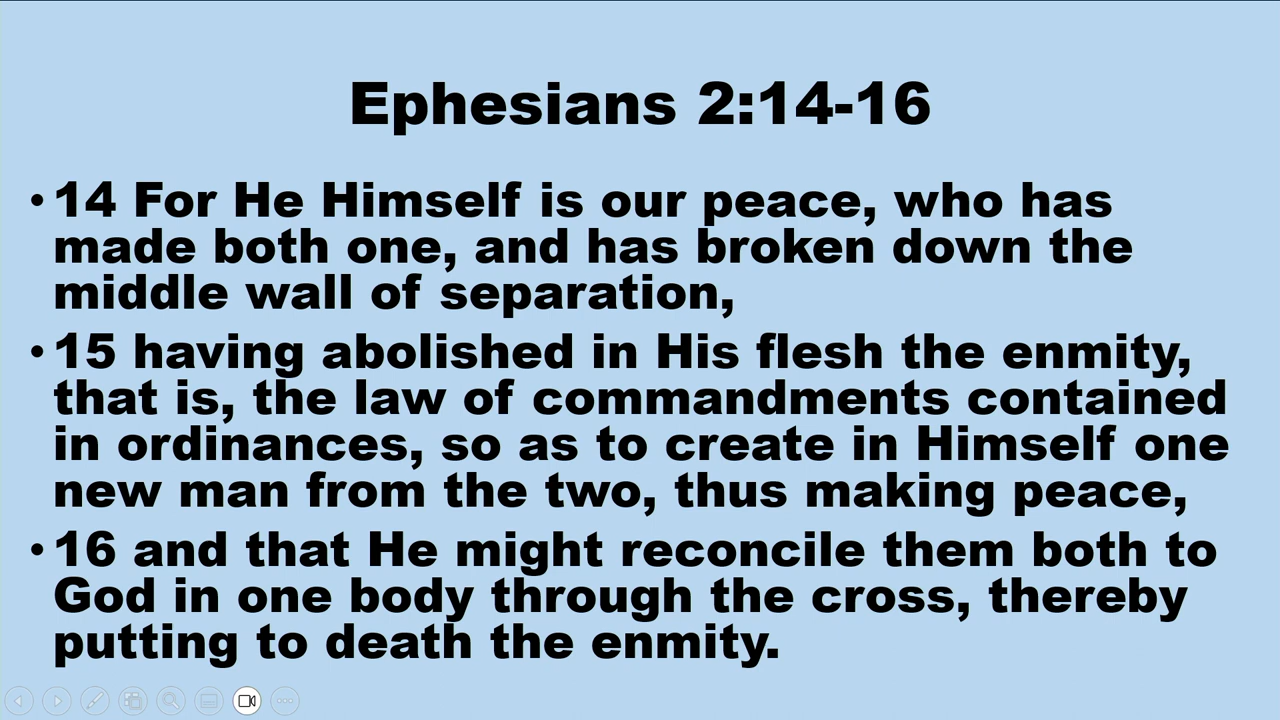 Ephesians 2:14-16
• 14 For He Himself is our peace, who has
made both one, and has broken down the
middle wall of separation,
• 15 having abolished in His flesh the enmity,
that is, the law of commandments contained
in ordinances, so as to create in Himself one
new man from the two, thus making peace,
• 16 and that He might reconcile them both to
God in one body through the cross, thereby
putting to death the enmity.